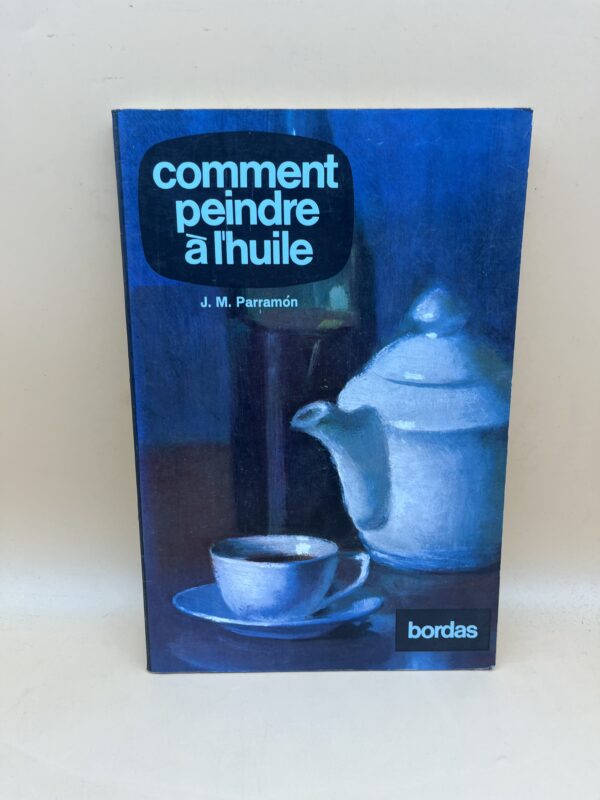 comment
peindre
à l'huile
J. M. Parramón
bordas